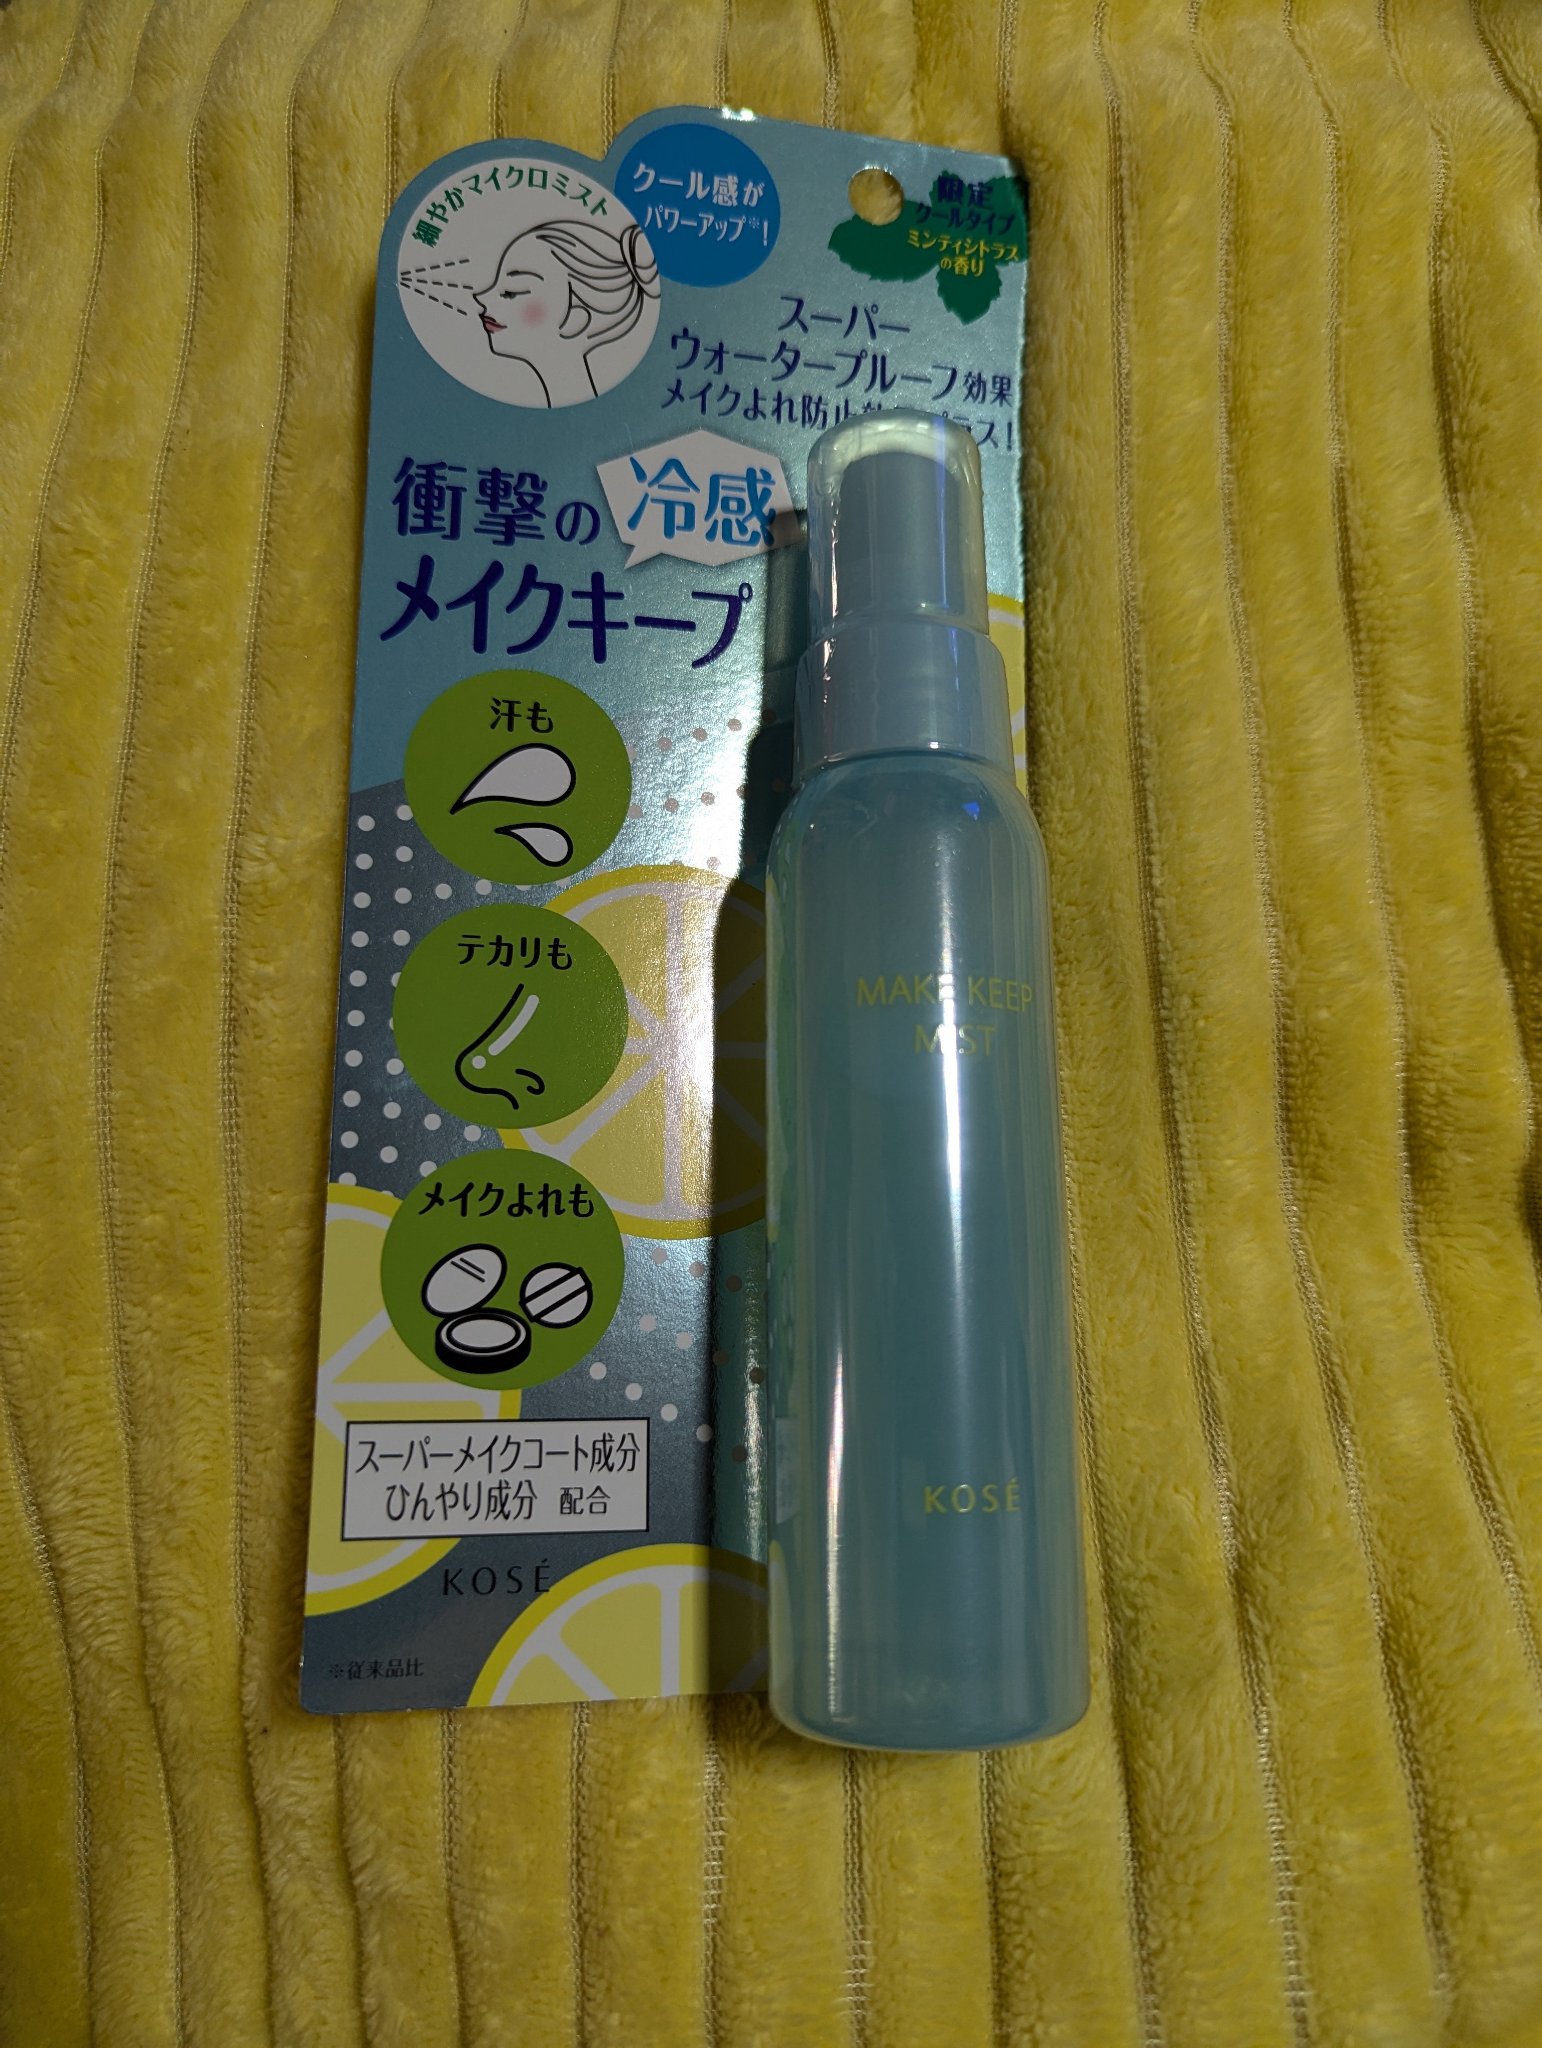 細やかマイクロミスト
クール感が
パワーアップ※!
限定
クールタイプ
ミンティシトラス
の香り
スーパー
ウォータープルーフ効果
メイクよれ防止 プラス!
衝撃の冷感
メイクキープ
汗も
テカリも
メイクよれも
スーパーメイクコート成分
ひんやり成分 配合
KOSÉ
※従来品比
MAKE KEEP
MIST
KOSÉ